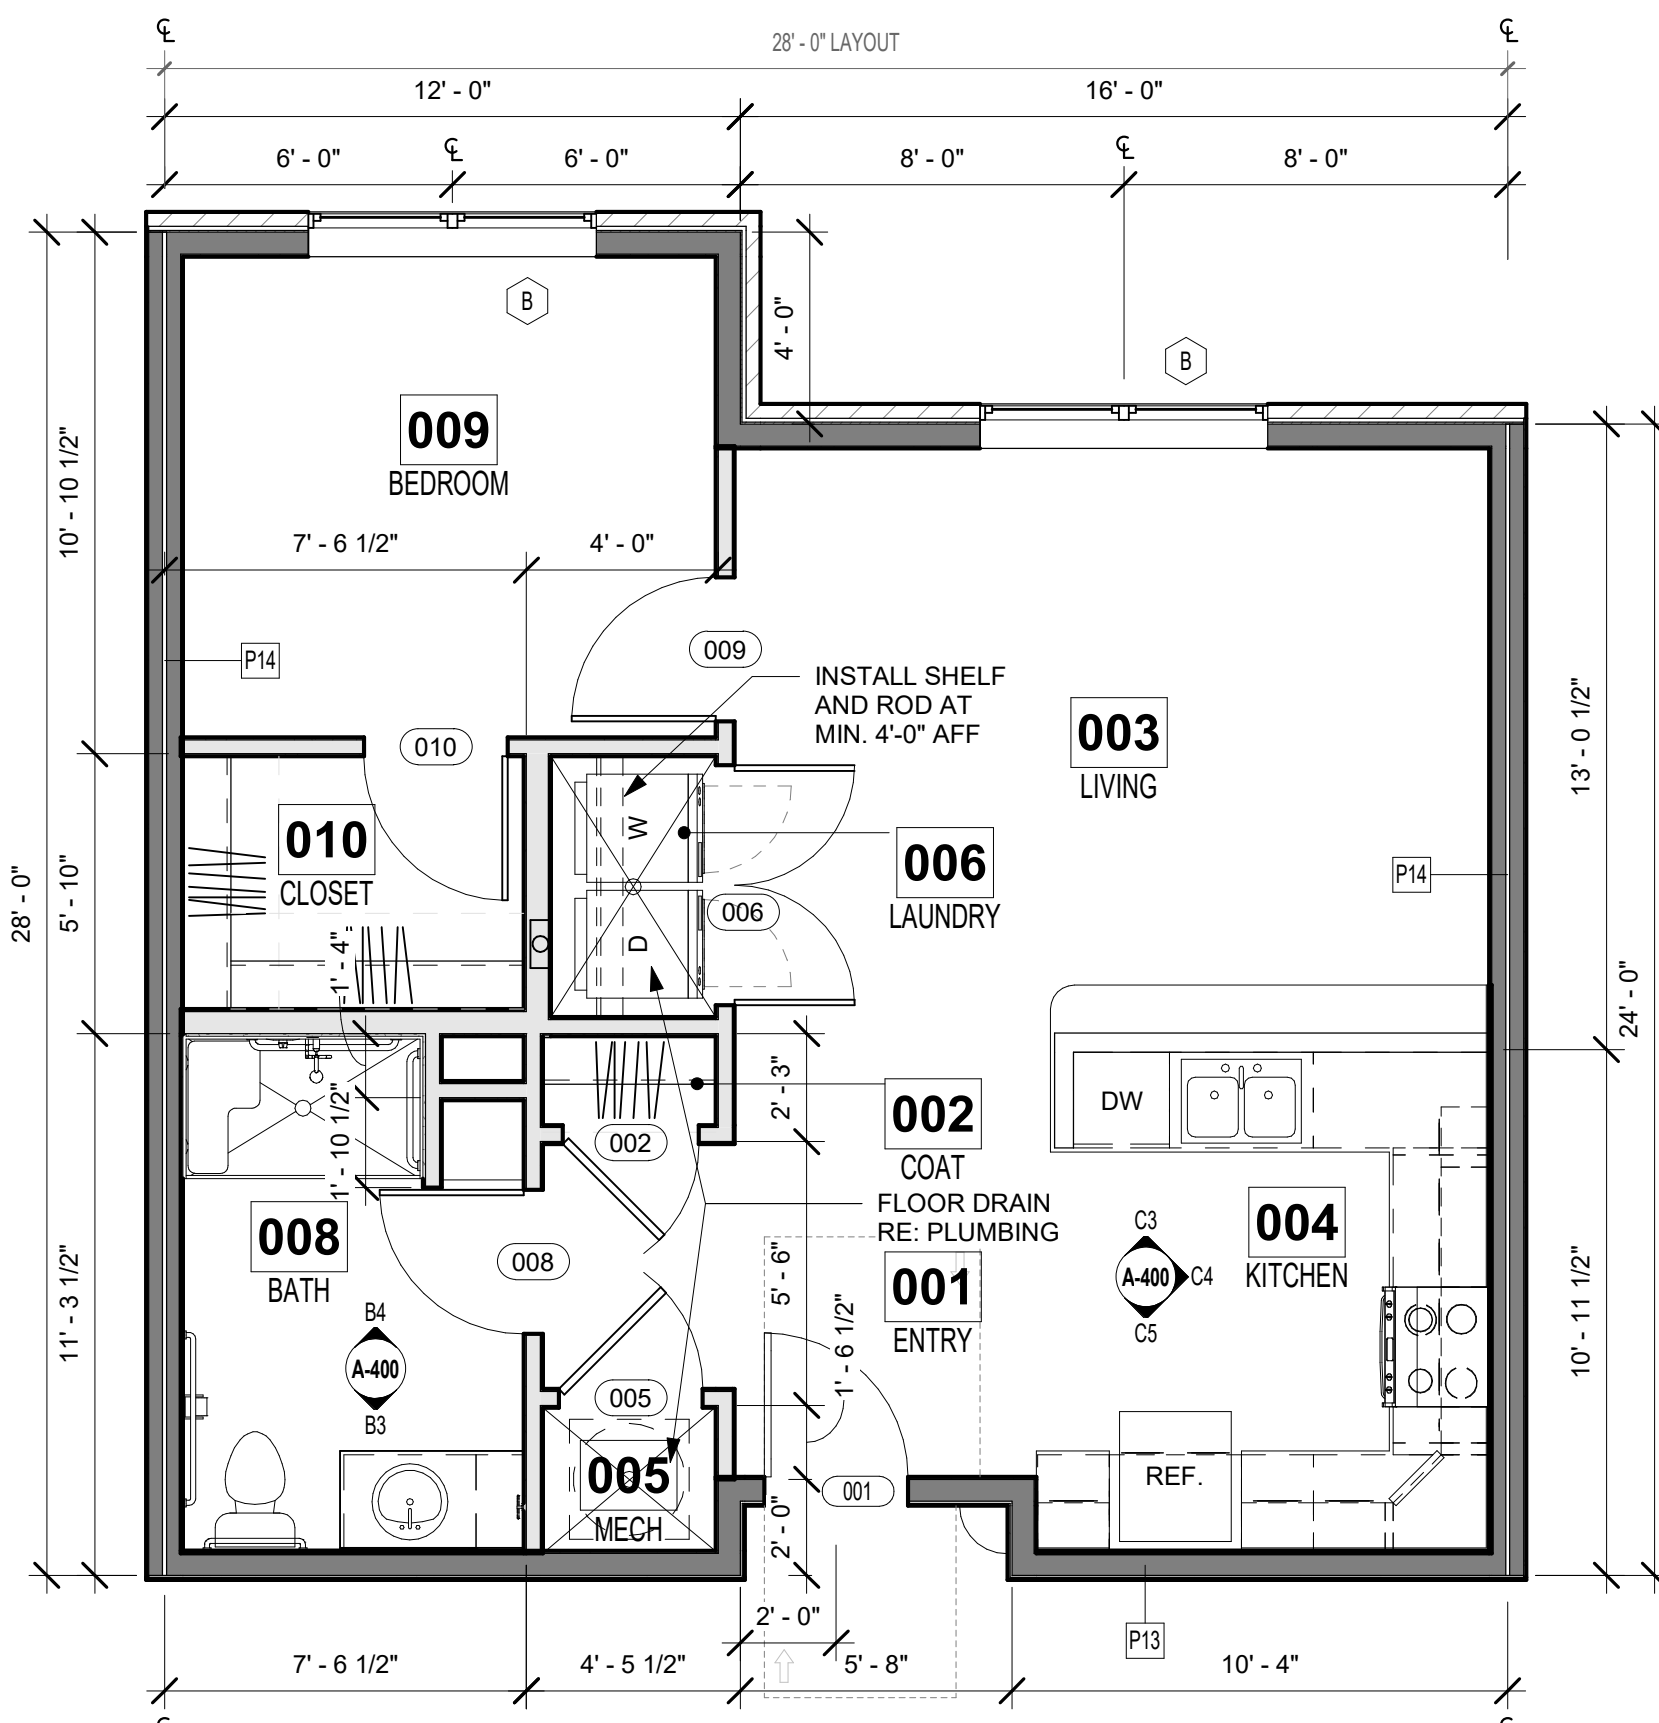 ℄ ℄
28' - 0" LAYOUT
12' - 0" 16' - 0"
℄ ℄
6' - 0" 6' - 0" 8' - 0" 8' - 0"
B
4' - 0"
B
009
BEDROOM
10' - 10 1/2"
7' - 6 1/2" 4' - 0"
P14
009
INSTALL SHELF
AND ROD AT
MIN. 4'-0" AFF
003
LIVING
13' - 0 1/2"
010
010
CLOSET
W
D
006
006
LAUNDRY
P14
28' - 0"
5' - 10"
1' - 4"
24' - 0"
2' - 3"
DW
002
002
COAT
1' - 10 1/2"
FLOOR DRAIN
RE: PLUMBING
008
BATH
008
004
KITCHEN
C3
A-400 C4
C5
001
ENTRY
5' - 6"
1' - 6 1/2"
11' - 3 1/2"
10' - 11 1/2"
B4
A-400
B3
005
005
MECH
REF.
001
2' - 0"
2' - 0"
P13
7' - 6 1/2" 4' - 5 1/2" 5' - 8" 10' - 4"